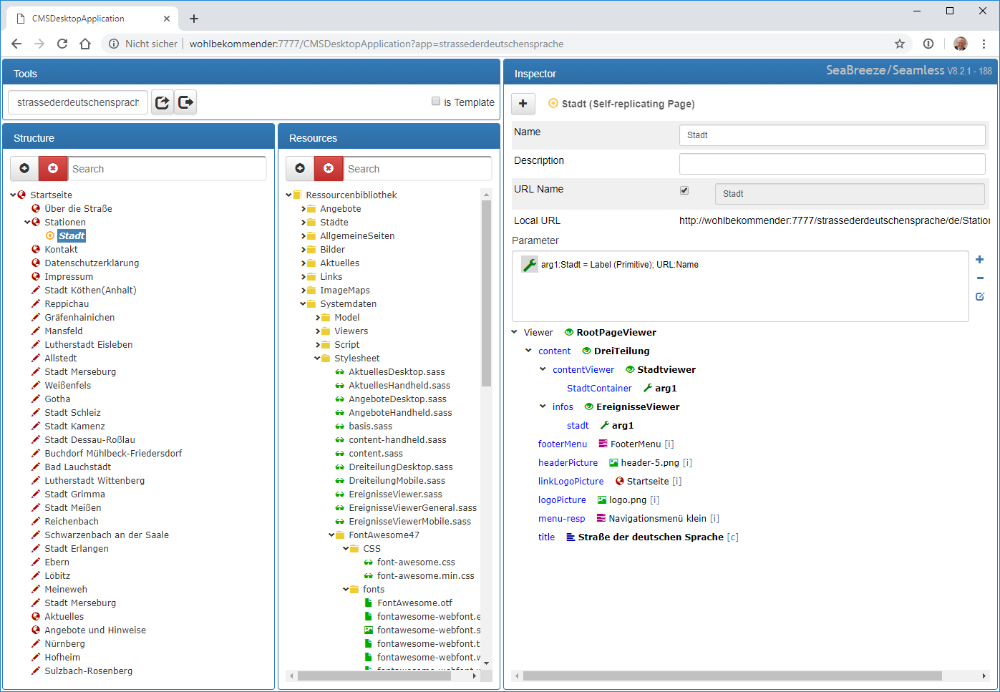 CMSDesktopApplication
Nicht sicher
wohlbekommender:7777/CMSDesktopApplication?app=strassederdeutschensprache
Tools
strassederdeutschensprach
is Template
Structure
Search
Startseite
Über die Straße
Stationen
Stadt
Kontakt
Datenschutzerklärung
Impressum
Stadt Köthen(Anhalt)
Reppichau
Gräfenhainichen
Mansfeld
Lutherstadt Eisleben
Allstedt
Stadt Merseburg
Weißenfels
Gotha
Stadt Schleiz
Stadt Kamenz
Stadt Dessau-Roßlau
Buchdorf Mühlbeck-Friedersdorf
Bad Lauchstädt
Lutherstadt Wittenberg
Stadt Grimma
Stadt Meißen
Reichenbach
Schwarzenbach an der Saale
Stadt Erlangen
Ebern
Löbitz
Meineweh
Stadt Merseburg
Aktuelles
Angebote und Hinweise
Nürnberg
Hofheim
Sulzbach-Rosenberg
Resources
Search
Ressourcenbibliothek
Angebote
Städte
AllgemeineSeiten
Bilder
Aktuelles
Links
ImageMaps
Systemdaten
Model
Viewers
Script
Stylesheet
AktuellesDesktop.sass
AktuellesHandheld.sass
AngeboteDesktop.sass
AngeboteHandheld.sass
basis.sass
content-handheld.sass
content.sass
DreiteilungDesktop.sass
DreiteilungMobile.sass
EreignisseViewer.sass
EreignisseViewerGeneral.sass
EreignisseViewerMobile.sass
FontAwesome47
CSS
font-awesome.css
font-awesome.min.css
fonts
FontAwesome.otf
fontawesome-webfont.e
fontawesome-webfont.s
fontawesome-webfont.t
fontawesome-webfont.w
Inspector
SeaBreeze/Seamless V8.2.1 - 188
Stadt (Self-replicating Page)
Name
Stadt
Description
URL Name
Stadt
Local URL
http://wohlbekommender:7777/strassederdeutschensprache/de/Station
Parameter
arg1:Stadt = Label (Primitive); URL:Name
Viewer RootPageViewer
content DreiTeilung
contentViewer Stadtviewer
StadtContainer arg1
infos EreignisseViewer
stadt arg1
footerMenu FooterMenu [i]
headerPicture header-5.png [i]
linkLogoPicture Startseite [i]
logoPicture logo.png [i]
menu-resp Navigationsmenü klein [i]
title Straße der deutschen Sprache [c]